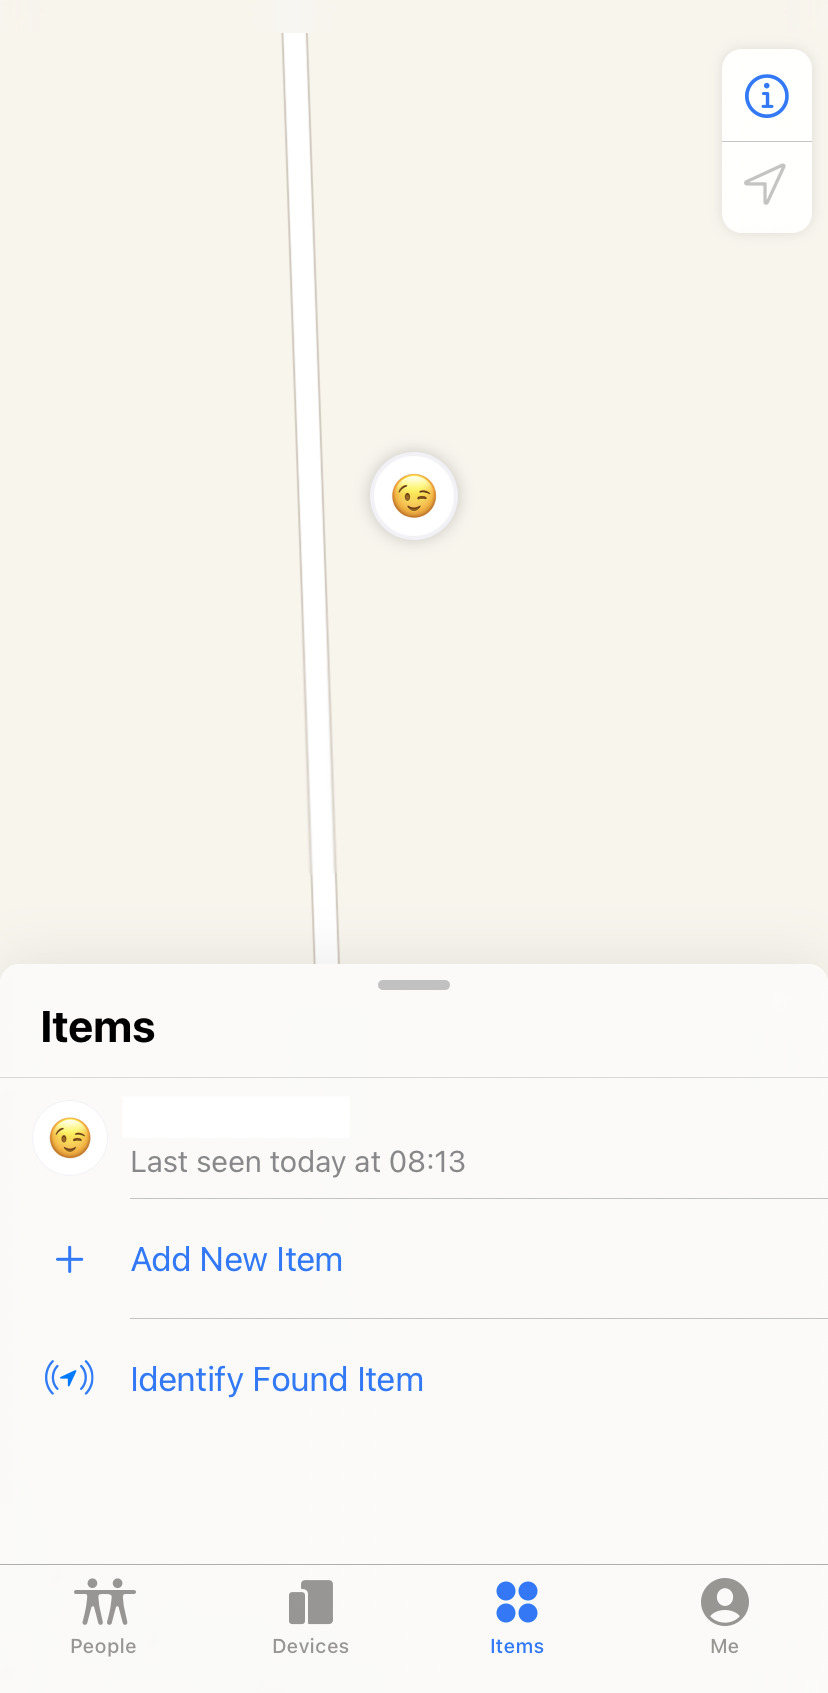 Items
Last seen today at 08:13
Add New Item
Identify Found Item
People
Devices
Items
Me